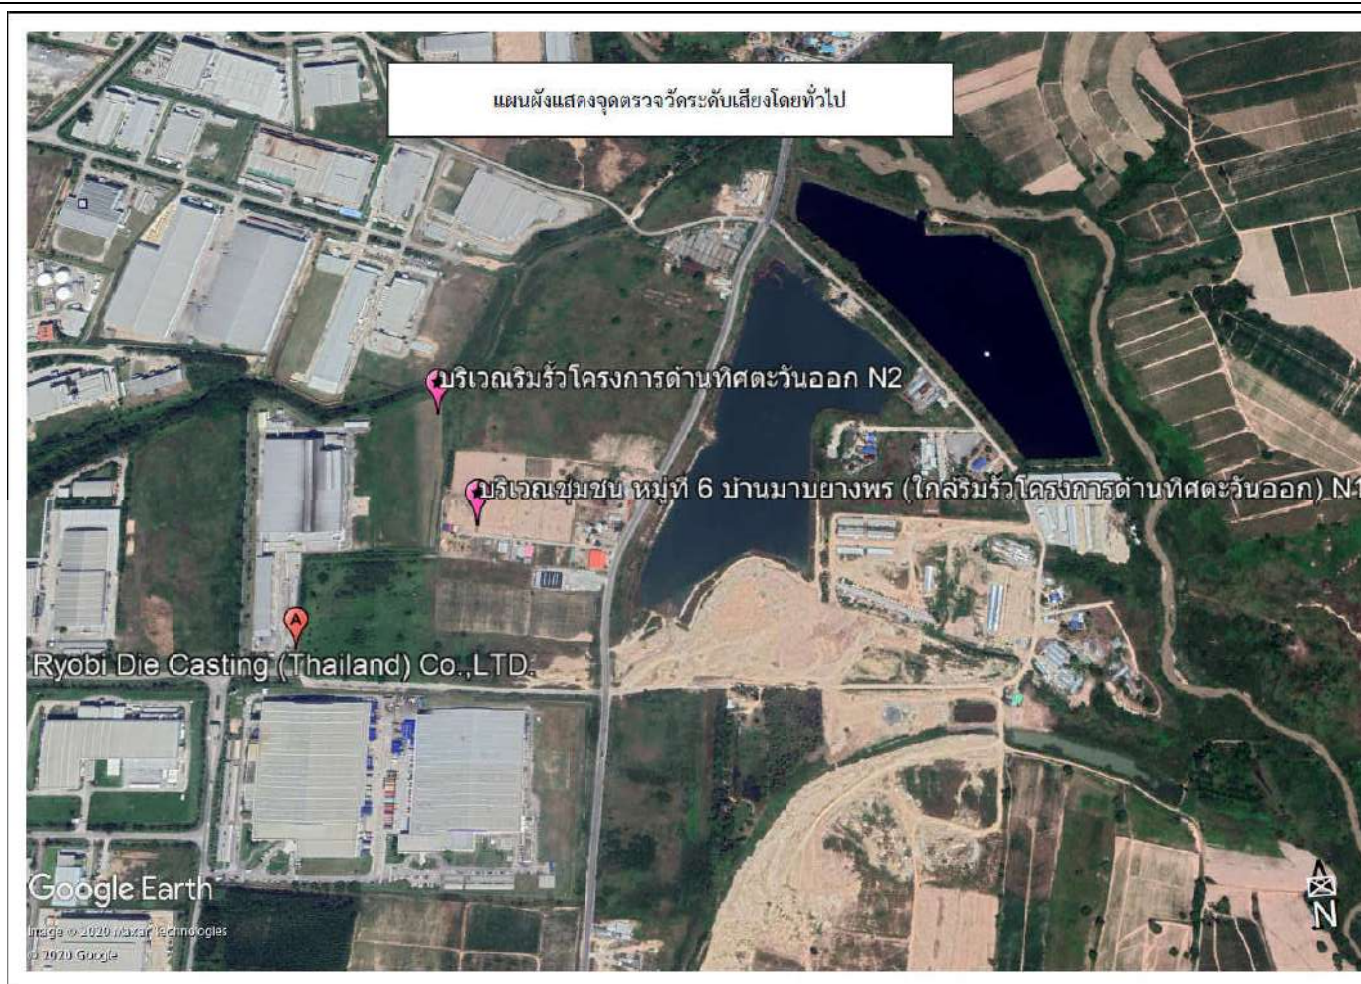 แผนผังแสดงจุดตรวจวัดระดับเสียงโดยทั่วไป
บริเวณริมรั้วโครงการด้านทิศตะวันออก N2
บริเวณชุมชน หมู่ที่ 6 บ้านมาบยางพร (ใกล้ริมรั้วโครงการด้านทิศตะวันออก) N1
A
Ryobi Die Casting (Thailand) Co.,LTD.
Google Earth
Image © 2020 Maxar Technologies
© 2020 Google
N